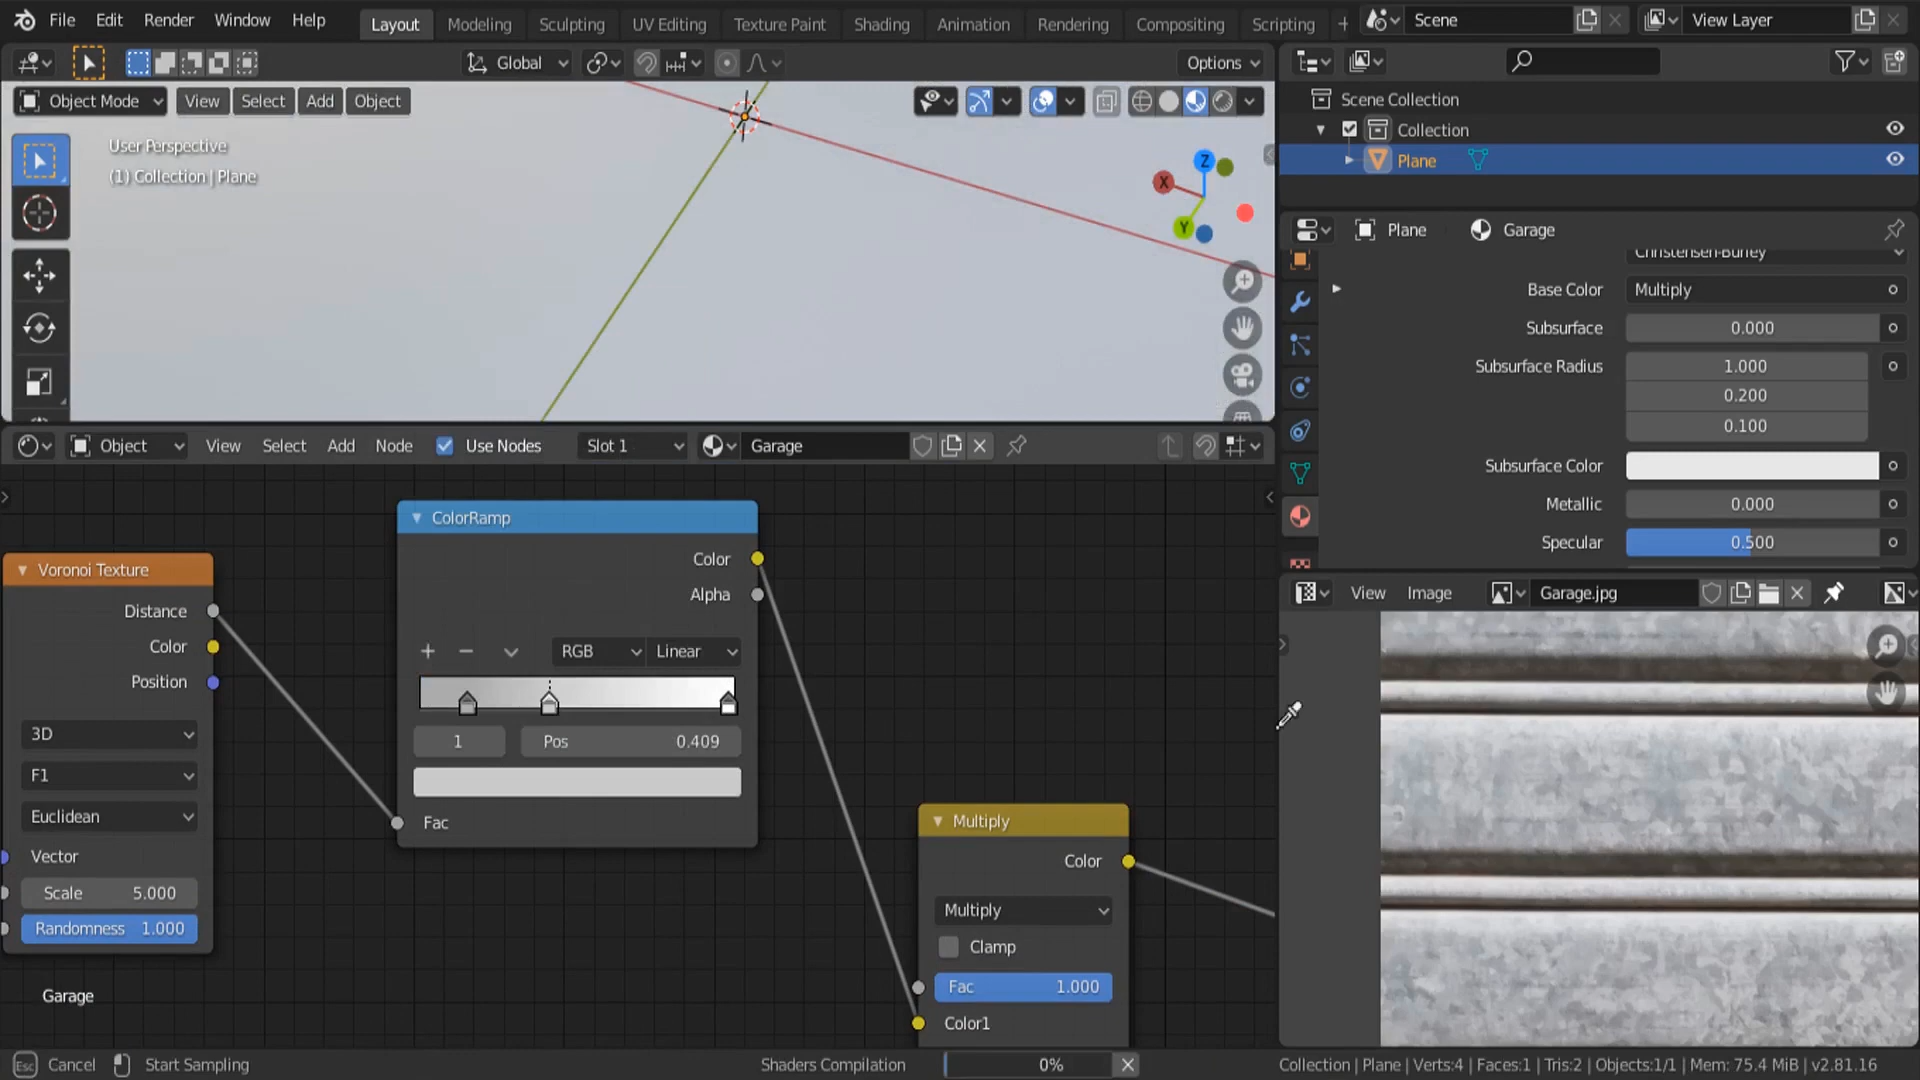 File Edit Render Window Help Layout Modeling Sculpting UV Editing Texture Paint Shading Animation Rendering Compositing Scripting + Scene View Layer
Global Options
Object Mode View Select Add Object
User Perspective
(1) Collection | Plane
Z
X
Y
Scene Collection
Collection
Plane
Plane Garage
Christensen-Burley
Base Color Multiply
Subsurface 0.000
Subsurface Radius 1.000
0.200
0.100
Subsurface Color
Metallic 0.000
Specular 0.500
Object View Select Add Node Use Nodes Slot 1 Garage
ColorRamp
Color
Alpha
+ − RGB Linear
1 Pos 0.409
Fac
Voronoi Texture
Distance
Color
Position
3D
F1
Euclidean
Vector
Scale 5.000
Randomness 1.000
Garage
Multiply
Color
Multiply
Clamp
Fac 1.000
Color1
View Image Garage.jpg
Esc Cancel Start Sampling Shaders Compilation 0% Collection | Plane | Verts:4 | Faces:1 | Tris:2 | Objects:1/1 | Mem: 75.4 MiB | v2.81.16